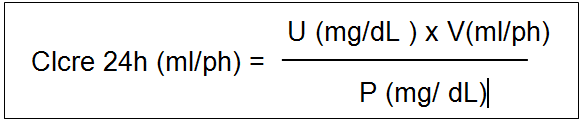 U (mg/dL ) x V(ml/ph)
Clcre 24h (ml/ph) =
P (mg/ dL)